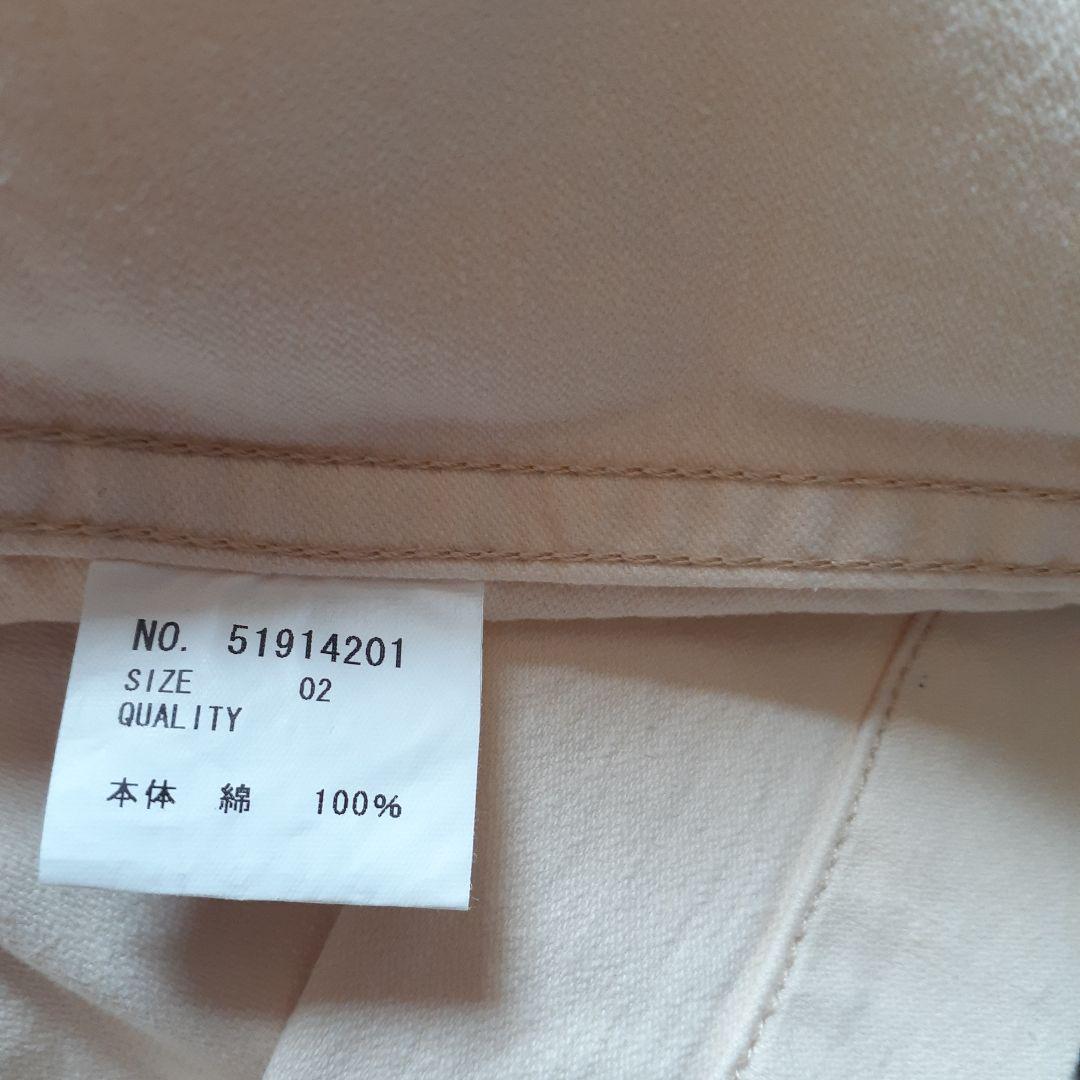 NO. 51914201
SIZE 02
QUALITY
本体 綿 100%